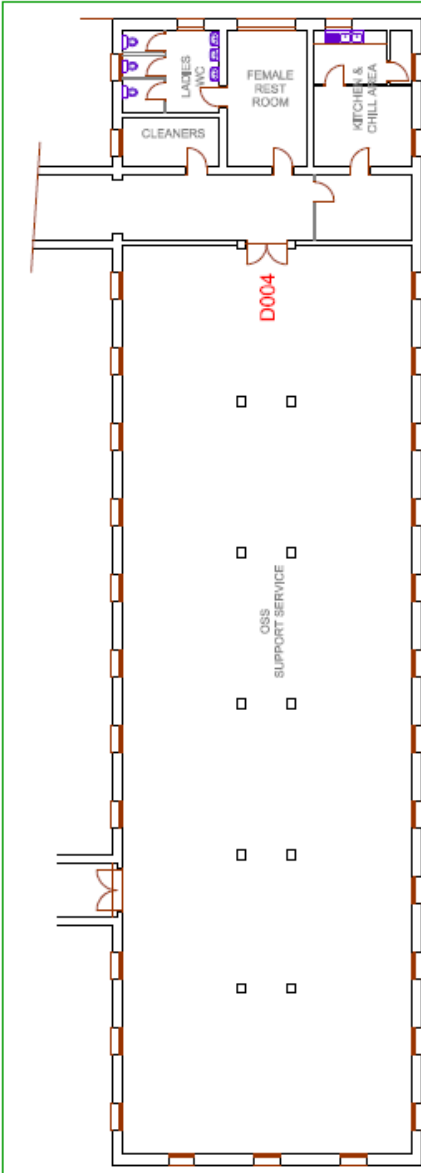 LADIES
WC
FEMALE
REST
ROOM
KITCHEN &
CHILL AREA
CLEANERS
D004
OSS
SUPPORT SERVICE